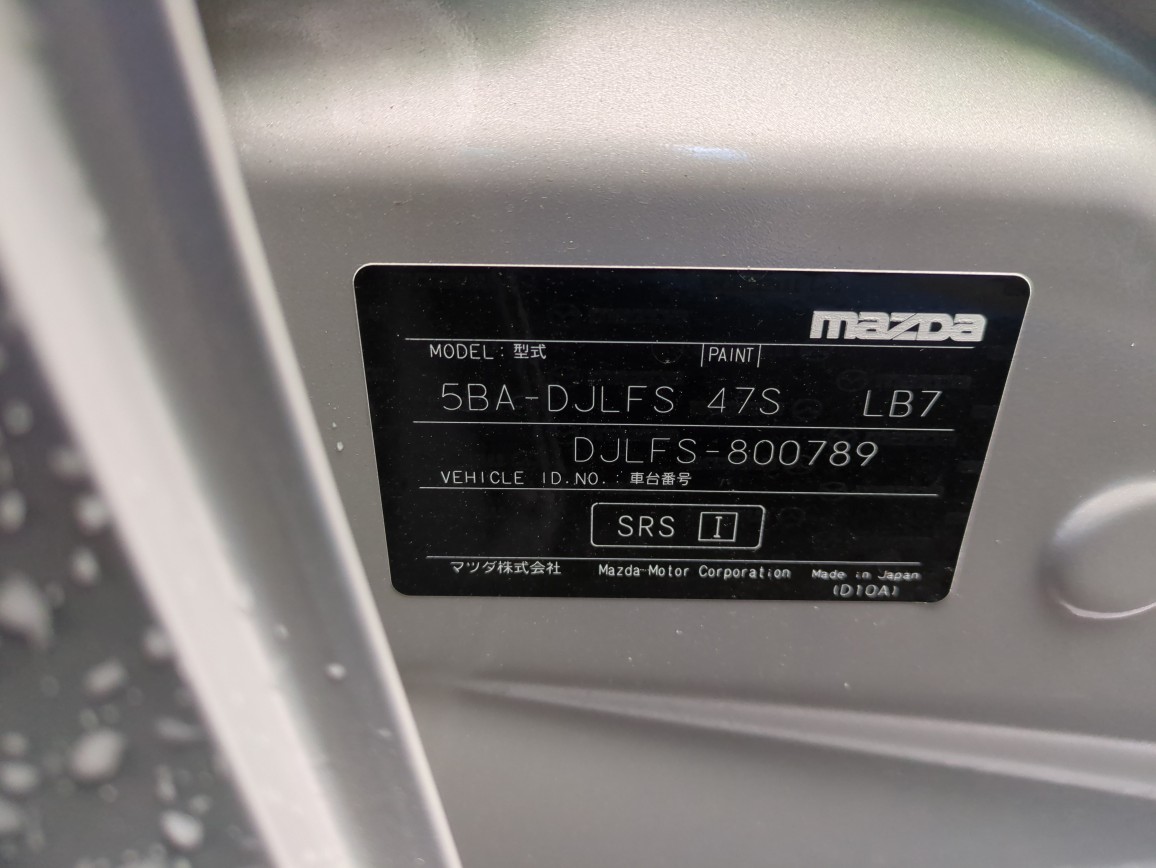 mazda
MODEL : 型式 PAINT
5BA-DJLFS 47S LB7
DJLFS-800789
VEHICLE ID.NO. : 車台番号
SRS I
マツダ株式会社 Mazda Motor Corporation Made in Japan
(D10A)